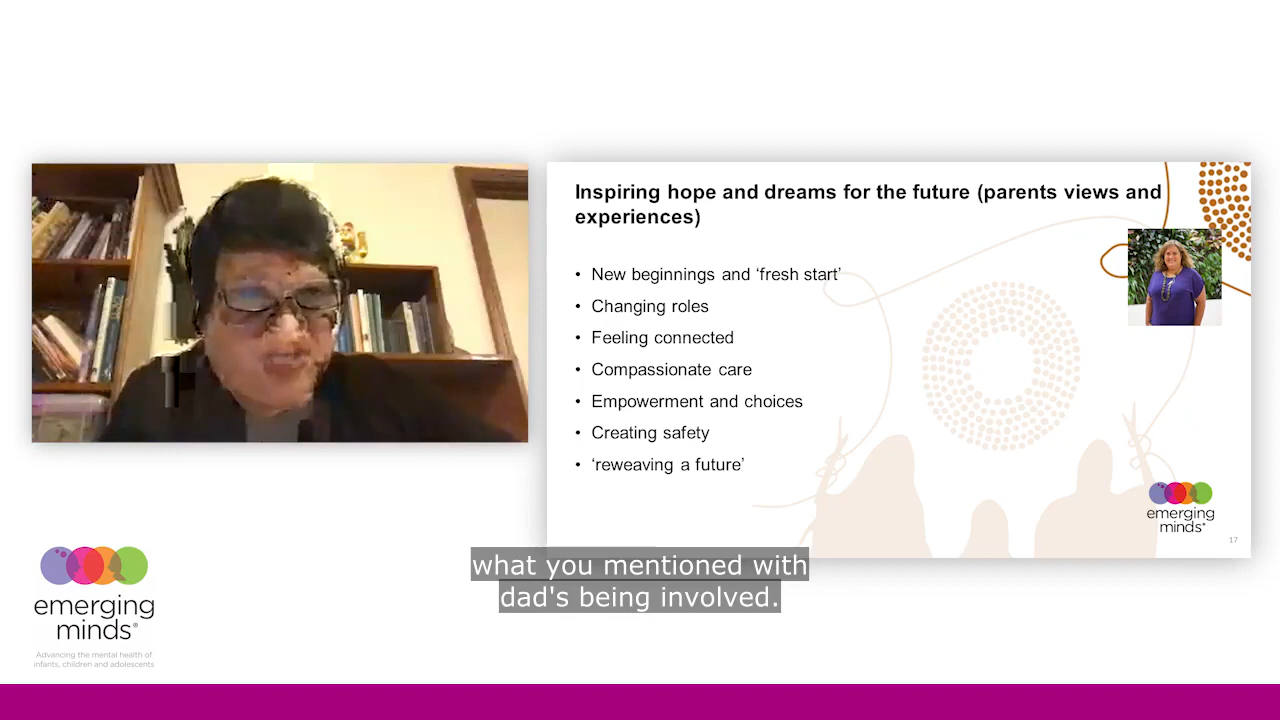 Inspiring hope and dreams for the future (parents views and
experiences)
• New beginnings and ‘fresh start’
• Changing roles
• Feeling connected
• Compassionate care
• Empowerment and choices
• Creating safety
• ‘reweaving a future’
emerging
minds®
17
what you mentioned with
dad's being involved.
emerging
minds®
Advancing the mental health of
infants, children and adolescents